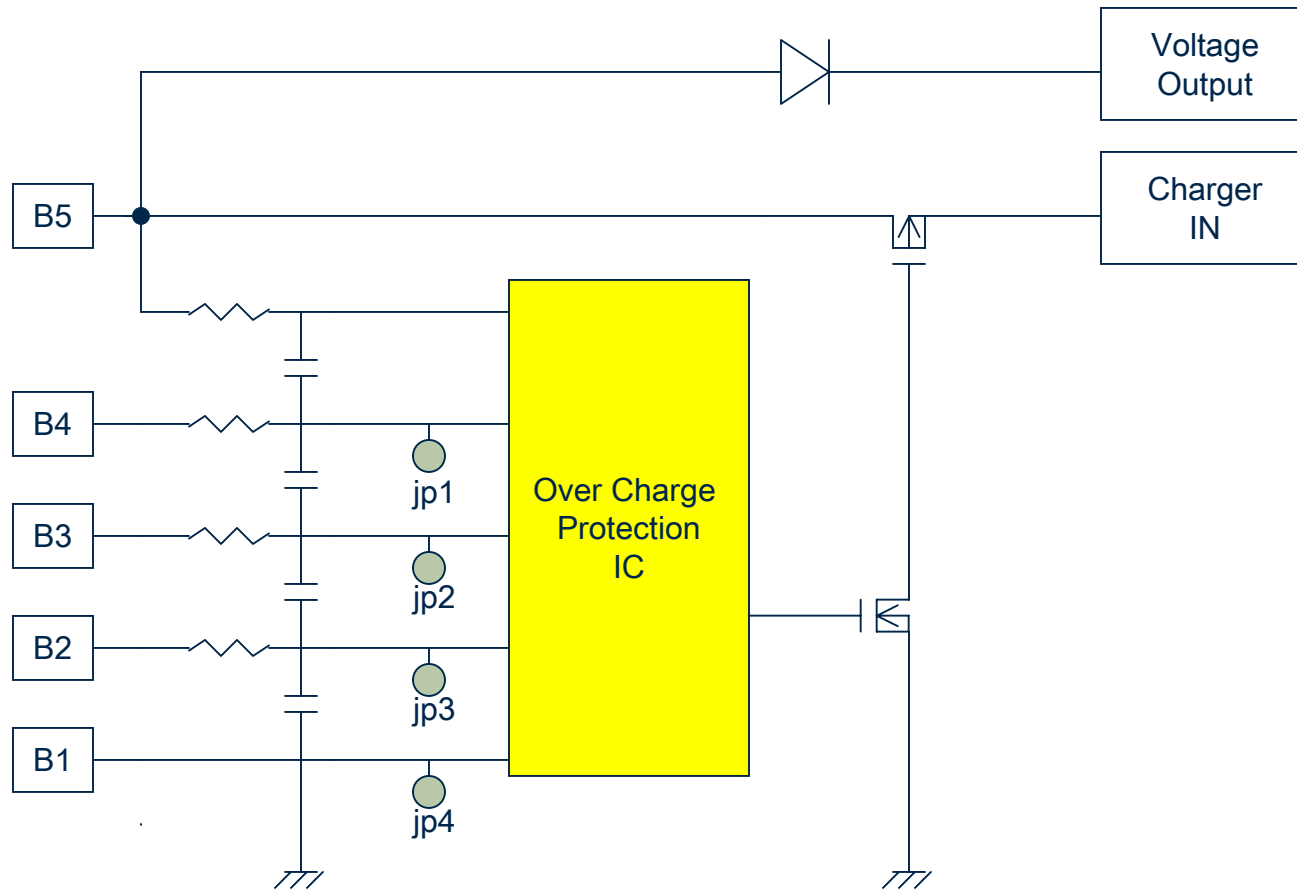 Voltage
Output
Charger
IN
B5
B4
jp1
Over Charge
Protection
IC
B3
jp2
B2
jp3
B1
jp4